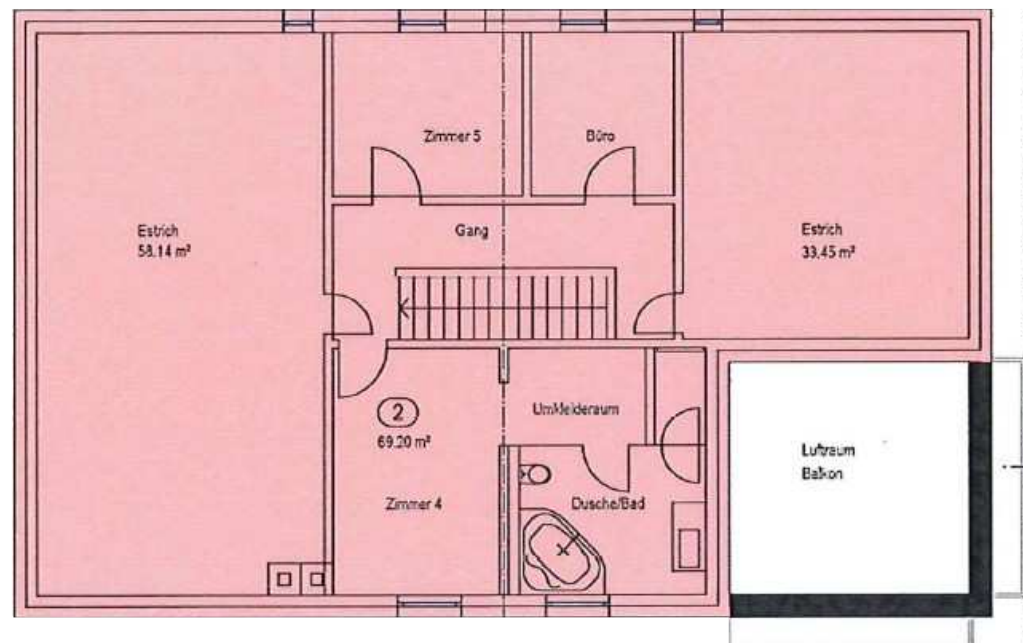 Zimmer 5
Büro
Estrich
58.14 m²
Gang
Estrich
33.45 m²
2
69.20 m²
Umkleideraum
Luftraum
Balkon
Zimmer 4
Dusche/Bad